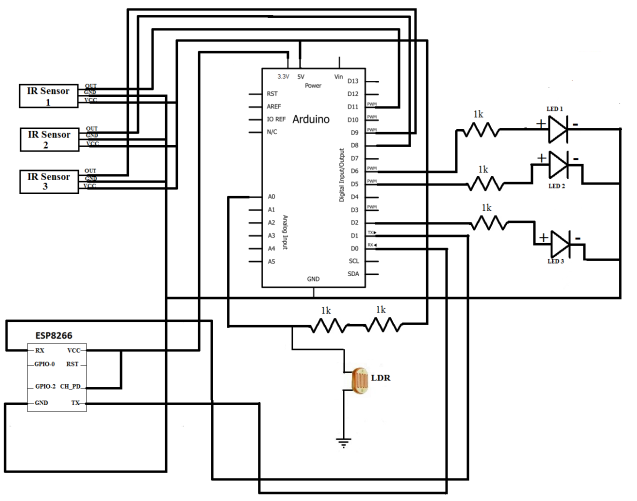 3.3V 5V Vin
Power
D13
D12
RST
AREF
IO REF
N/C
Arduino
D11 PWM
D10 PWM
D9 PWM
D8
D7
D6 PWM
D5 PWM
D4
D3 PWM
D2
D1 TX
D0 RX
SCL
SDA
Digital Input/Output
A0
A1
A2
A3
A4
A5
Analog Input
GND
IR Sensor
1
OUT
GND
VCC
IR Sensor
2
OUT
GND
VCC
IR Sensor
3
OUT
GND
VCC
1k
+ -
LED 1
1k
+ -
LED 2
1k
+ -
LED 3
1k 1k
LDR
ESP8266
RX VCC
GPIO-0 RST
GPIO-2 CH_PD
GND TX